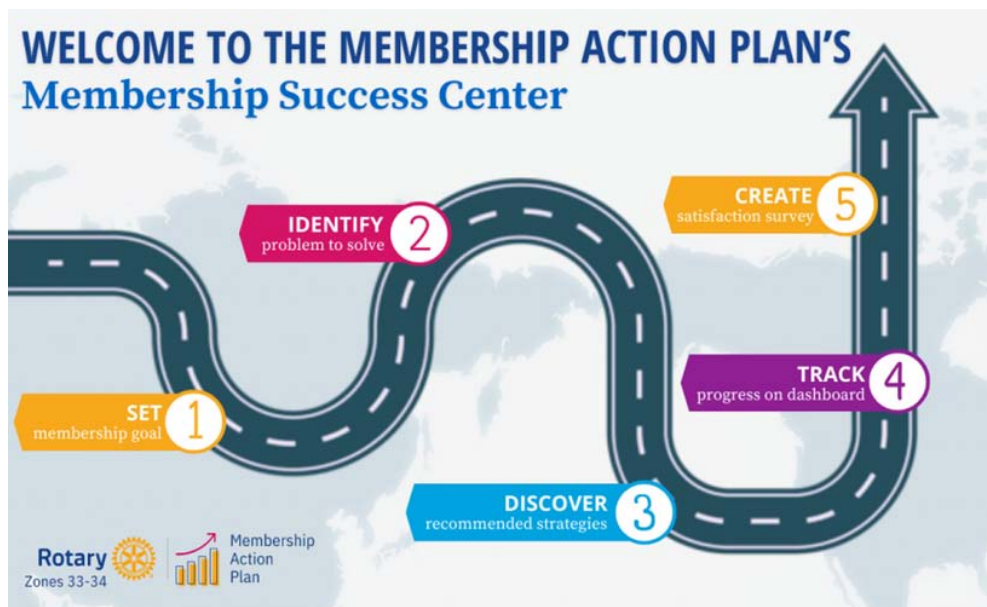 WELCOME TO THE MEMBERSHIP ACTION PLAN'S
Membership Success Center
SET
membership goal
1
IDENTIFY
problem to solve
2
DISCOVER
recommended strategies
3
TRACK
progress on dashboard
4
CREATE
satisfaction survey
5
Rotary
Zones 33-34
Membership
Action
Plan